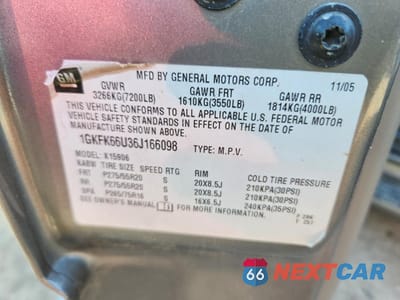 GM
MFD BY GENERAL MOTORS CORP. 11/05
GVWR GAWR FRT GAWR RR
3266KG(7200LB) 1610KG(3550LB) 1814KG(4000LB)
THIS VEHICLE CONFORMS TO ALL APPLICABLE U.S. FEDERAL MOTOR
VEHICLE SAFETY STANDARDS IN EFFECT ON THE DATE OF
MANUFACTURE SHOWN ABOVE.
1GKFK66U36J166098 TYPE: M.P.V.
MODEL: K15906
KABW TIRE SIZE SPEED RTG RIM COLD TIRE PRESSURE
FRT P275/55R20 S 20X8.5J 210KPA(30PSI)
RR P275/55R20 S 20X8.5J 210KPA(30PSI)
SPA P265/75R16 S 16X6.5J 240KPA(35PSI)
SEE OWNER'S MANUAL FOR MORE INFORMATION.
66 NEXTCAR